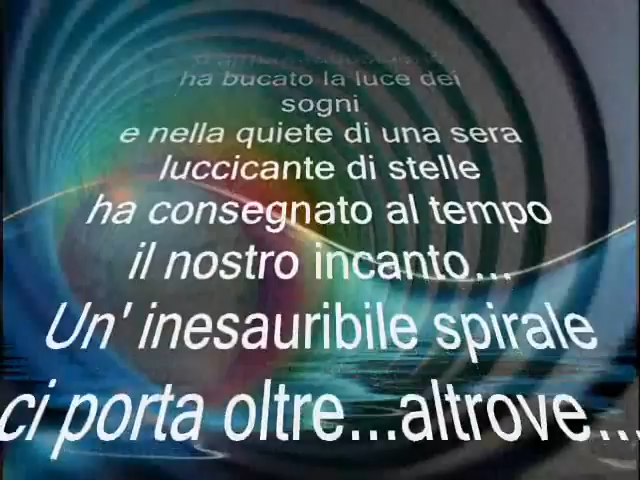 ha bucato la luce dei
sogni
e nella quiete di una sera
luccicante di stelle
ha consegnato al tempo
il nostro incanto...
Un' inesauribile spirale
ci porta oltre...altrove...